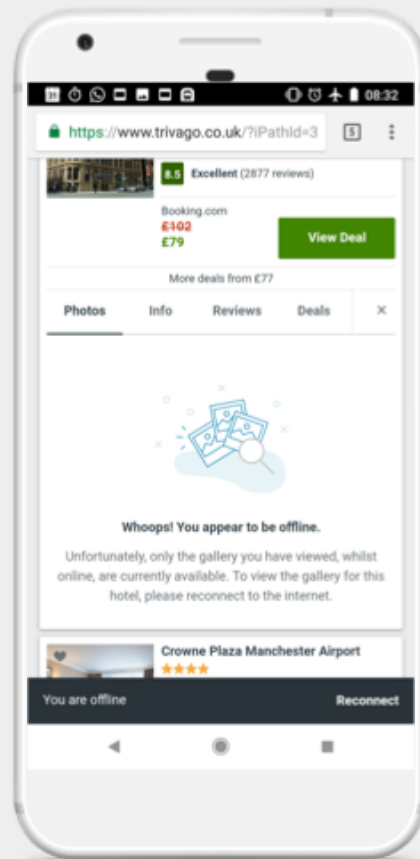 31
08:32
https://www.trivago.co.uk/?iPathId=3
5
8.5 Excellent (2877 reviews)
Booking.com
£102
£79
View Deal
More deals from £77
Photos Info Reviews Deals ×
Whoops! You appear to be offline.
Unfortunately, only the gallery you have viewed, whilst
online, are currently available. To view the gallery for this
hotel, please reconnect to the internet.
Crowne Plaza Manchester Airport
You are offline Reconnect